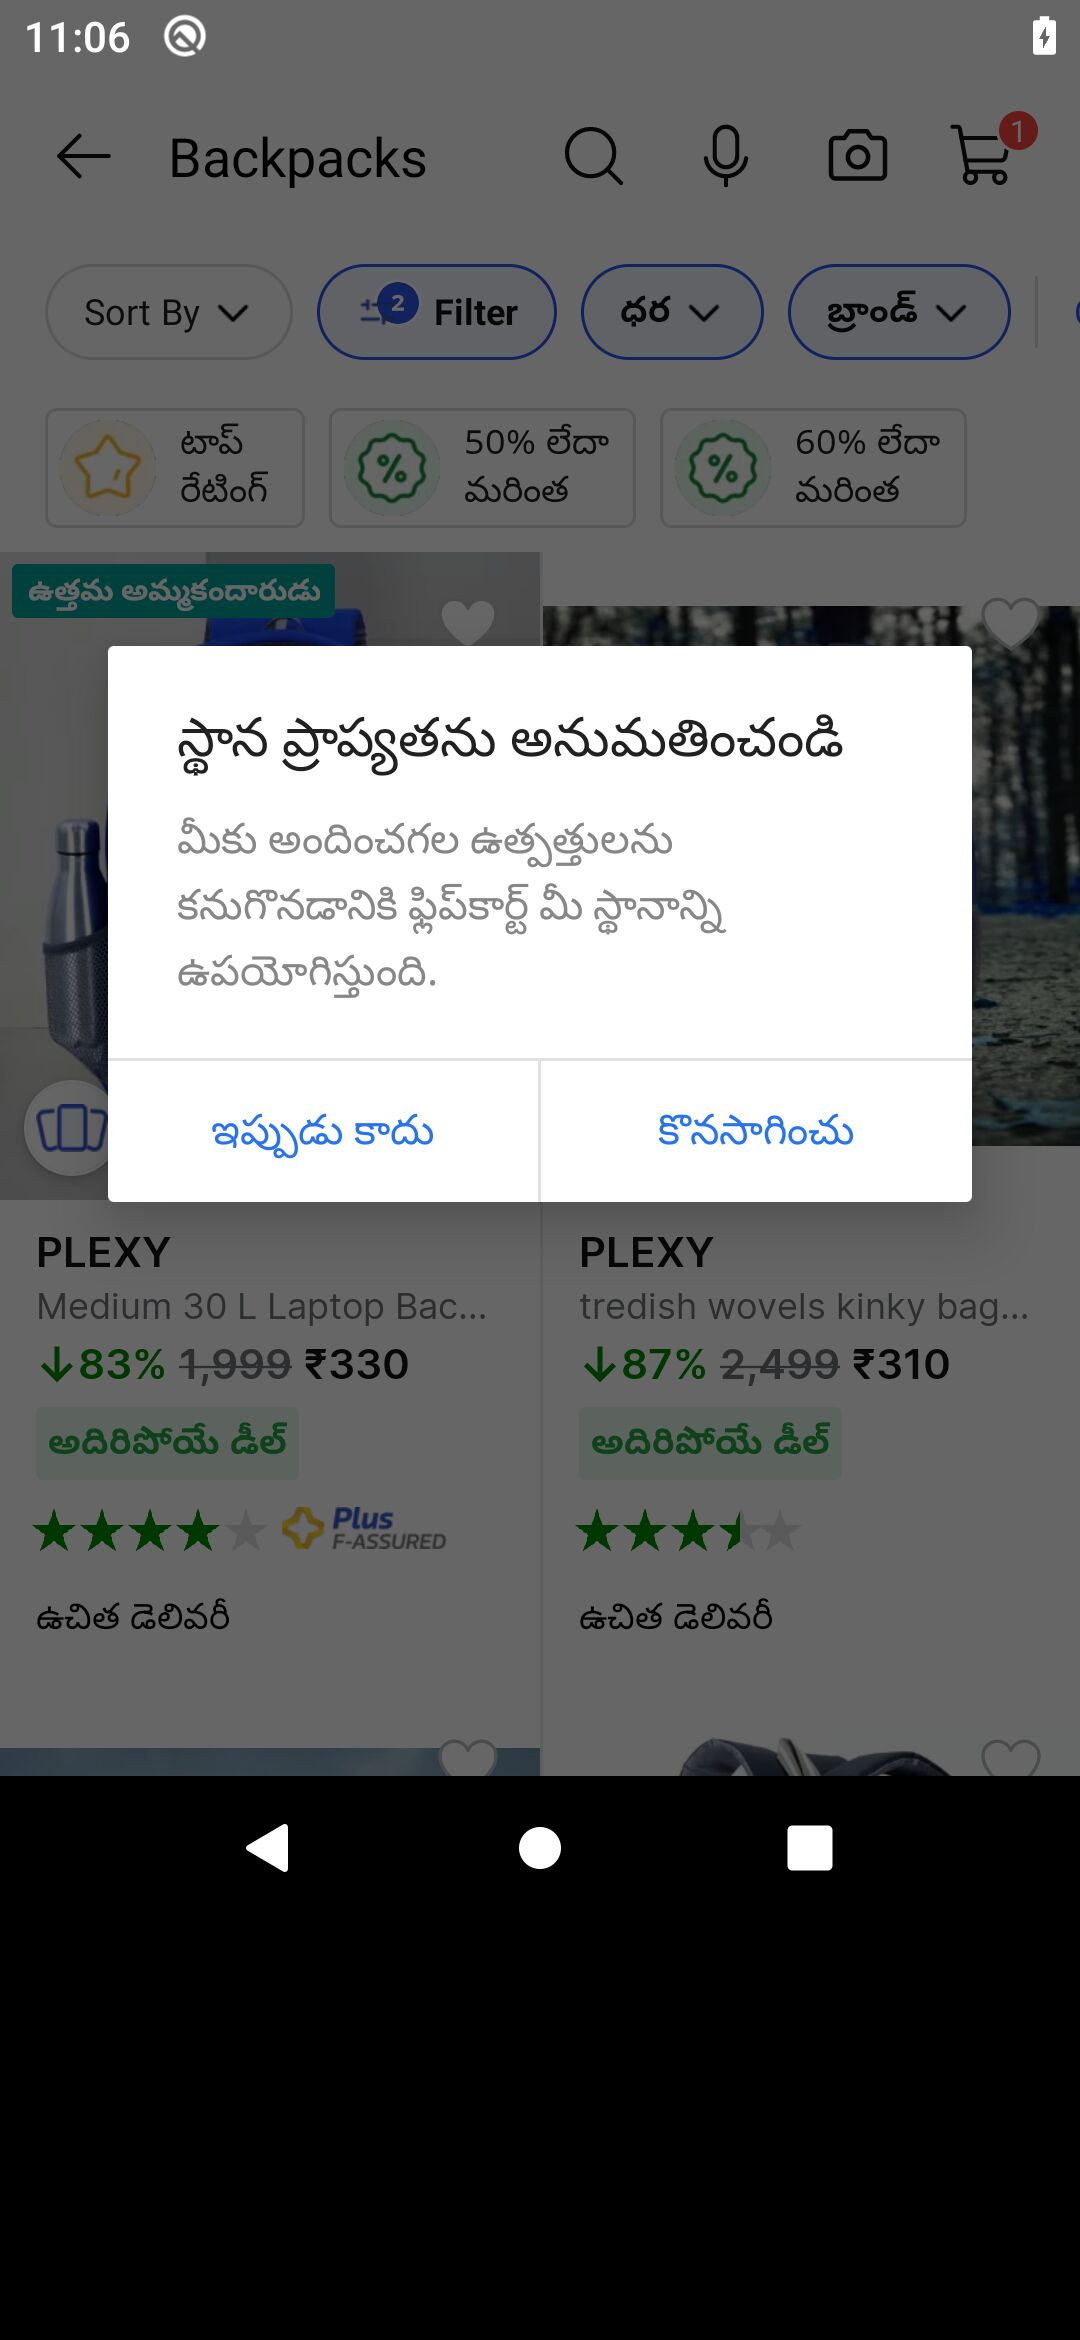 11:06
Backpacks
1
Sort By
2
Filter
ధర
బ్రాండ్
టాప్
రేటింగ్
50% లేదా
మరింత
60% లేదా
మరింత
ఉత్తమ అమ్మకందారుడు
స్థాన ప్రాప్యతను అనుమతించండి
మీకు అందించగల ఉత్పత్తులను
కనుగొనడానికి ఫ్లిప్‌కార్ట్ మీ స్థానాన్ని
ఉపయోగిస్తుంది.
ఇప్పుడు కాదు
కొనసాగించు
PLEXY
Medium 30 L Laptop Bac...
↓83% 1,999 ₹330
అదిరిపోయే డీల్
Plus
F-ASSURED
ఉచిత డెలివరీ
PLEXY
tredish wovels kinky bag...
↓87% 2,499 ₹310
అదిరిపోయే డీల్
ఉచిత డెలివరీ